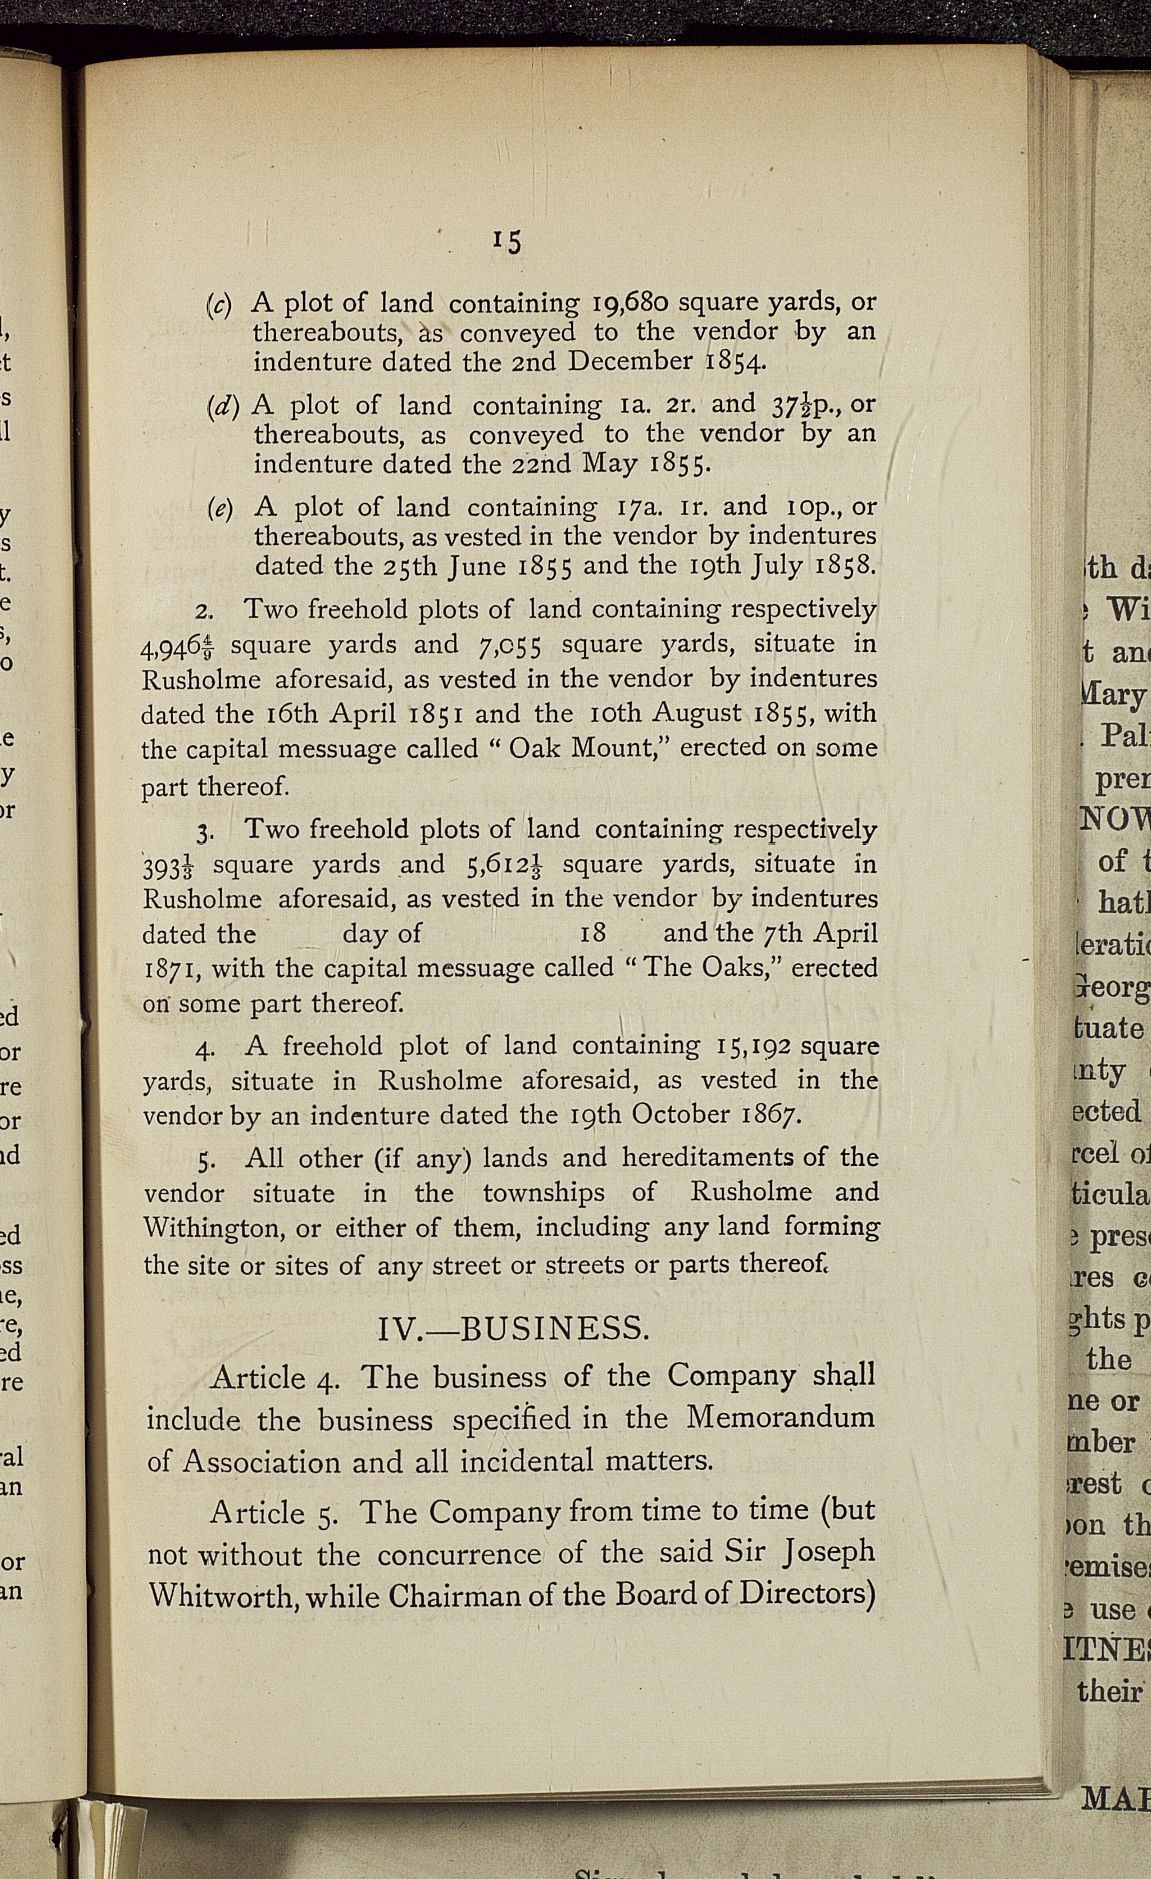 15
(c) A plot of land containing 19,680 square yards, or
thereabouts, as conveyed to the vendor by an
indenture dated the 2nd December 1854.
(d) A plot of land containing 1a. 2r. and 37½p., or
thereabouts, as conveyed to the vendor by an
indenture dated the 22nd May 1855.
(e) A plot of land containing 17a. 1r. and 10p., or
thereabouts, as vested in the vendor by indentures
dated the 25th June 1855 and the 19th July 1858.
2. Two freehold plots of land containing respectively
4,946 4/9 square yards and 7,055 square yards, situate in
Rusholme aforesaid, as vested in the vendor by indentures
dated the 16th April 1851 and the 10th August 1855, with
the capital messuage called “ Oak Mount,” erected on some
part thereof.
3. Two freehold plots of land containing respectively
393⅓ square yards and 5,612⅓ square yards, situate in
Rusholme aforesaid, as vested in the vendor by indentures
dated the day of 18 and the 7th April
1871, with the capital messuage called “ The Oaks,” erected
on some part thereof.
4. A freehold plot of land containing 15,192 square
yards, situate in Rusholme aforesaid, as vested in the
vendor by an indenture dated the 19th October 1867.
5. All other (if any) lands and hereditaments of the
vendor situate in the townships of Rusholme and
Withington, or either of them, including any land forming
the site or sites of any street or streets or parts thereof.
IV.—BUSINESS.
Article 4. The business of the Company shall
include the business specified in the Memorandum
of Association and all incidental matters.
Article 5. The Company from time to time (but
not without the concurrence of the said Sir Joseph
Whitworth, while Chairman of the Board of Directors)